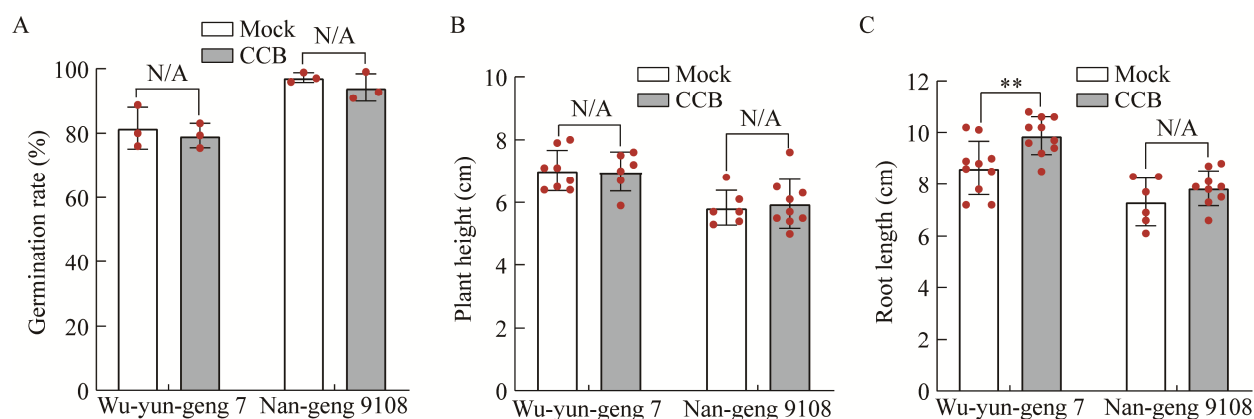 A
Mock
CCB
N/A
N/A
Germination rate (%)
100
80
60
40
20
0
Wu-yun-geng 7
Nan-geng 9108
B
Mock
CCB
N/A
N/A
Plant height (cm)
10
8
6
4
2
0
Wu-yun-geng 7
Nan-geng 9108
C
Mock
CCB
**
N/A
Root length (cm)
12
10
8
6
4
2
0
Wu-yun-geng 7
Nan-geng 9108